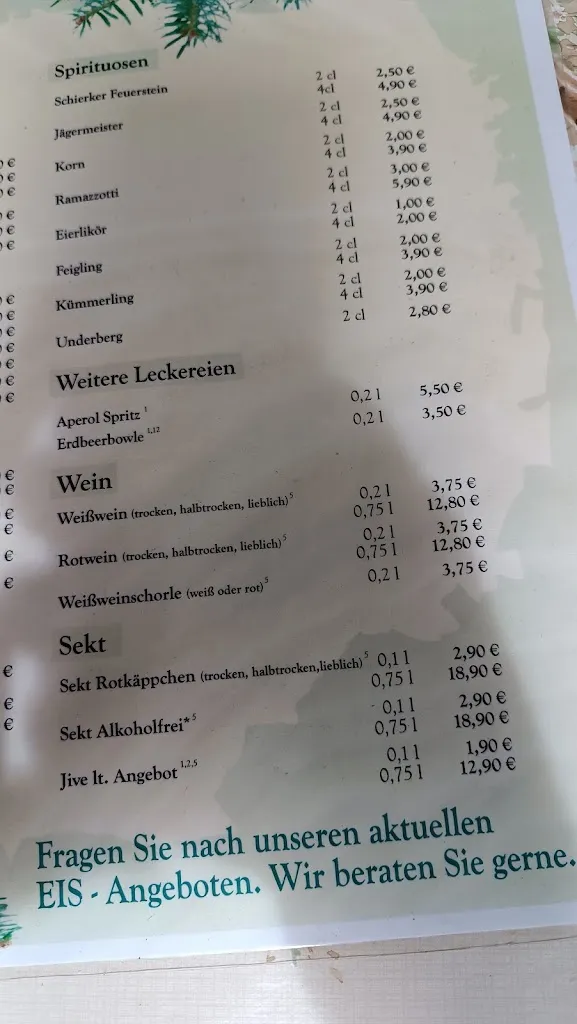 Spirituosen
Schierker Feuerstein 2 cl 2,50 €
4cl 4,90 €
Jägermeister 2 cl 2,50 €
4 cl 4,90 €
Korn 2 cl 2,00 €
4 cl 3,90 €
Ramazzotti 2 cl 3,00 €
4 cl 5,90 €
Eierlikör 2 cl 1,00 €
4 cl 2,00 €
Feigling 2 cl 2,00 €
4 cl 3,90 €
Kümmerling 2 cl 2,00 €
4 cl 3,90 €
Underberg 2 cl 2,80 €
Weitere Leckereien
Aperol Spritz 1 0,2 l 5,50 €
Erdbeerbowle 1,12 0,2 l 3,50 €
Wein
Weißwein (trocken, halbtrocken, lieblich)5 0,2 l 3,75 €
0,75 l 12,80 €
Rotwein (trocken, halbtrocken, lieblich)5 0,2 l 3,75 €
0,75 l 12,80 €
Weißweinschorle (weiß oder rot)5 0,2 l 3,75 €
Sekt
Sekt Rotkäppchen (trocken, halbtrocken,lieblich)5 0,1 l 2,90 €
0,75 l 18,90 €
Sekt Alkoholfrei* 5 0,1 l 2,90 €
0,75 l 18,90 €
Jive lt. Angebot 1,2,5 0,1 l 1,90 €
0,75 l 12,90 €
Fragen Sie nach unseren aktuellen
EIS - Angeboten. Wir beraten Sie gerne.